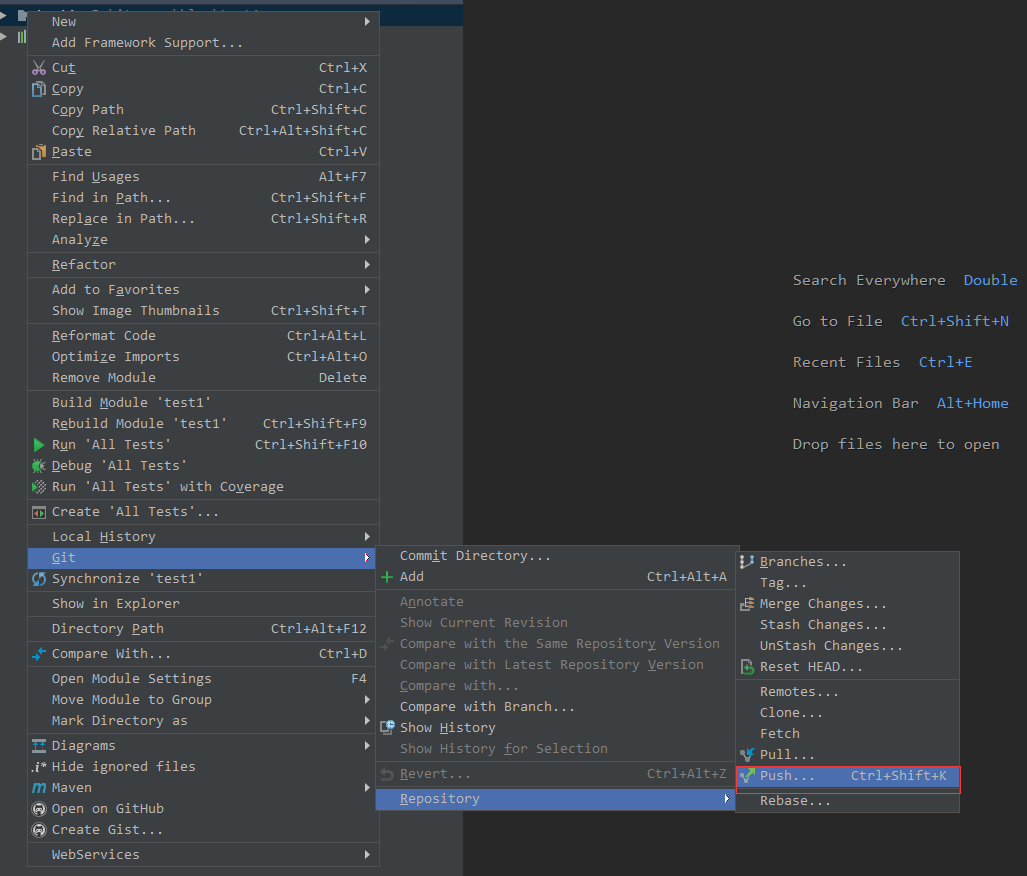 New
Add Framework Support...
Cut Ctrl+X
Copy Ctrl+C
Copy Path Ctrl+Shift+C
Copy Relative Path Ctrl+Alt+Shift+C
Paste Ctrl+V
Find Usages Alt+F7
Find in Path... Ctrl+Shift+F
Replace in Path... Ctrl+Shift+R
Analyze
Refactor
Add to Favorites
Show Image Thumbnails Ctrl+Shift+T
Reformat Code Ctrl+Alt+L
Optimize Imports Ctrl+Alt+O
Remove Module Delete
Build Module 'test1'
Rebuild Module 'test1' Ctrl+Shift+F9
Run 'All Tests' Ctrl+Shift+F10
Debug 'All Tests'
Run 'All Tests' with Coverage
Create 'All Tests'...
Local History
Git
Synchronize 'test1'
Show in Explorer
Directory Path Ctrl+Alt+F12
Compare With... Ctrl+D
Open Module Settings F4
Move Module to Group
Mark Directory as
Diagrams
.i* Hide ignored files
m Maven
Open on GitHub
Create Gist...
WebServices
Commit Directory...
Add Ctrl+Alt+A
Annotate
Show Current Revision
Compare with the Same Repository Version
Compare with Latest Repository Version
Compare with...
Compare with Branch...
Show History
Show History for Selection
Revert... Ctrl+Alt+Z
Repository
Branches...
Tag...
Merge Changes...
Stash Changes...
UnStash Changes...
Reset HEAD...
Remotes...
Clone...
Fetch
Pull...
Push... Ctrl+Shift+K
Rebase...
Search Everywhere Double
Go to File Ctrl+Shift+N
Recent Files Ctrl+E
Navigation Bar Alt+Home
Drop files here to open